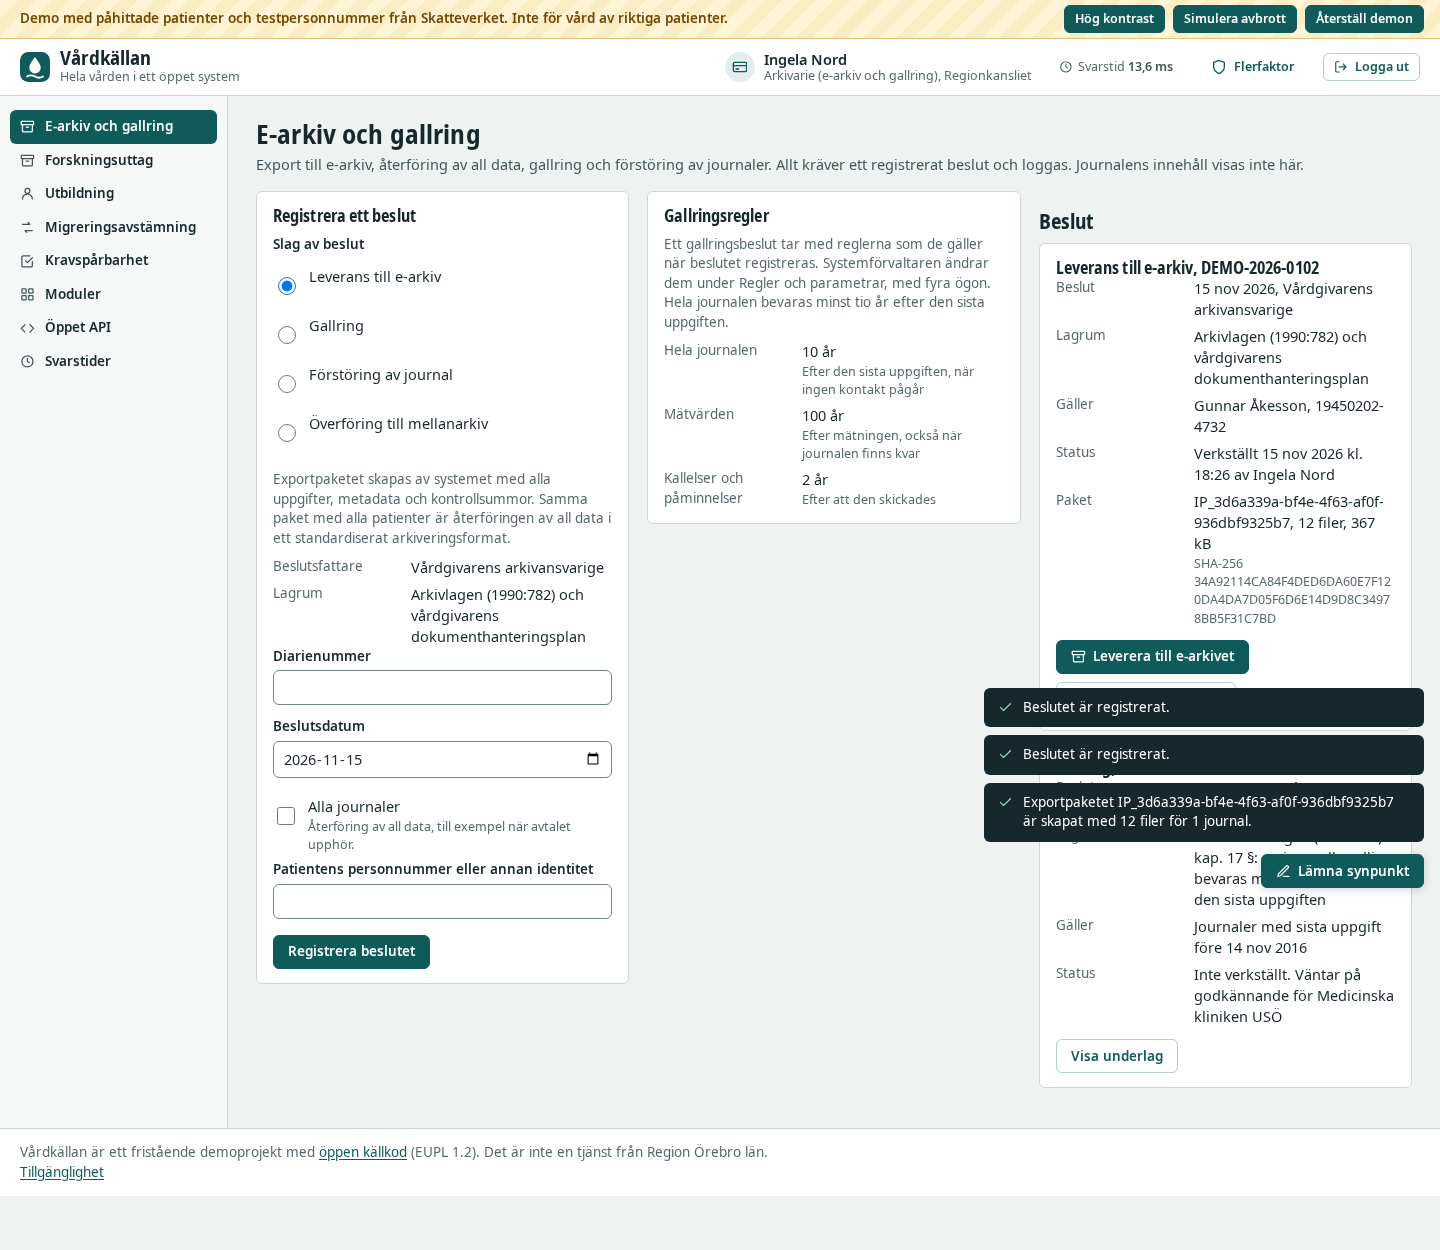 Demo med påhittade patienter och testpersonnummer från Skatteverket. Inte för vård av riktiga patienter.
Hög kontrast
Simulera avbrott
Återställ demon
Vårdkällan
Hela vården i ett öppet system
Ingela Nord
Arkivarie (e-arkiv och gallring), Regionkansliet
Svarstid 13,6 ms
Flerfaktor
Logga ut
E-arkiv och gallring
Forskningsuttag
Utbildning
Migreringsavstämning
Kravspårbarhet
Moduler
Öppet API
Svarstider
E-arkiv och gallring
Export till e-arkiv, återföring av all data, gallring och förstöring av journaler. Allt kräver ett registrerat beslut och loggas. Journalens innehåll visas inte här.
Registrera ett beslut
Slag av beslut
Leverans till e-arkiv
Gallring
Förstöring av journal
Överföring till mellanarkiv
Exportpaketet skapas av systemet med alla
uppgifter, metadata och kontrollsummor. Samma
paket med alla patienter är återföringen av all data i
ett standardiserat arkiveringsformat.
Beslutsfattare
Vårdgivarens arkivansvarige
Lagrum
Arkivlagen (1990:782) och
vårdgivarens
dokumenthanteringsplan
Diarienummer
Beslutsdatum
2026-11-15
Alla journaler
Återföring av all data, till exempel när avtalet
upphör.
Patientens personnummer eller annan identitet
Registrera beslutet
Gallringsregler
Ett gallringsbeslut tar med reglerna som de gäller
när beslutet registreras. Systemförvaltaren ändrar
dem under Regler och parametrar, med fyra ögon.
Hela journalen bevaras minst tio år efter den sista
uppgiften.
Hela journalen
10 år
Efter den sista uppgiften, när
ingen kontakt pågår
Mätvärden
100 år
Efter mätningen, också när
journalen finns kvar
Kallelser och
påminnelser
2 år
Efter att den skickades
Beslut
Leverans till e-arkiv, DEMO-2026-0102
Beslut
15 nov 2026, Vårdgivarens
arkivansvarige
Lagrum
Arkivlagen (1990:782) och
vårdgivarens
dokumenthanteringsplan
Gäller
Gunnar Åkesson, 19450202-
4732
Status
Verkställt 15 nov 2026 kl.
18:26 av Ingela Nord
Paket
IP_3d6a339a-bf4e-4f63-af0f-
936dbf9325b7, 12 filer, 367
kB
SHA-256
34A92114CA84F4DED6DA60E7F12
0DA4DA7D05F6D6E14D9D8C3497
8BB5F31C7BD
Leverera till e-arkivet
Beslutet är registrerat.
Beslutet är registrerat.
Exportpaketet IP_3d6a339a-bf4e-4f63-af0f-936dbf9325b7
är skapat med 12 filer för 1 journal.
kap. 17 §:
bevaras
Lämna synpunkt
den sista uppgiften
Gäller
Journaler med sista uppgift
före 14 nov 2016
Status
Inte verkställt. Väntar på
godkännande för Medicinska
kliniken USÖ
Visa underlag
Vårdkällan är ett fristående demoprojekt med öppen källkod (EUPL 1.2). Det är inte en tjänst från Region Örebro län.
Tillgänglighet